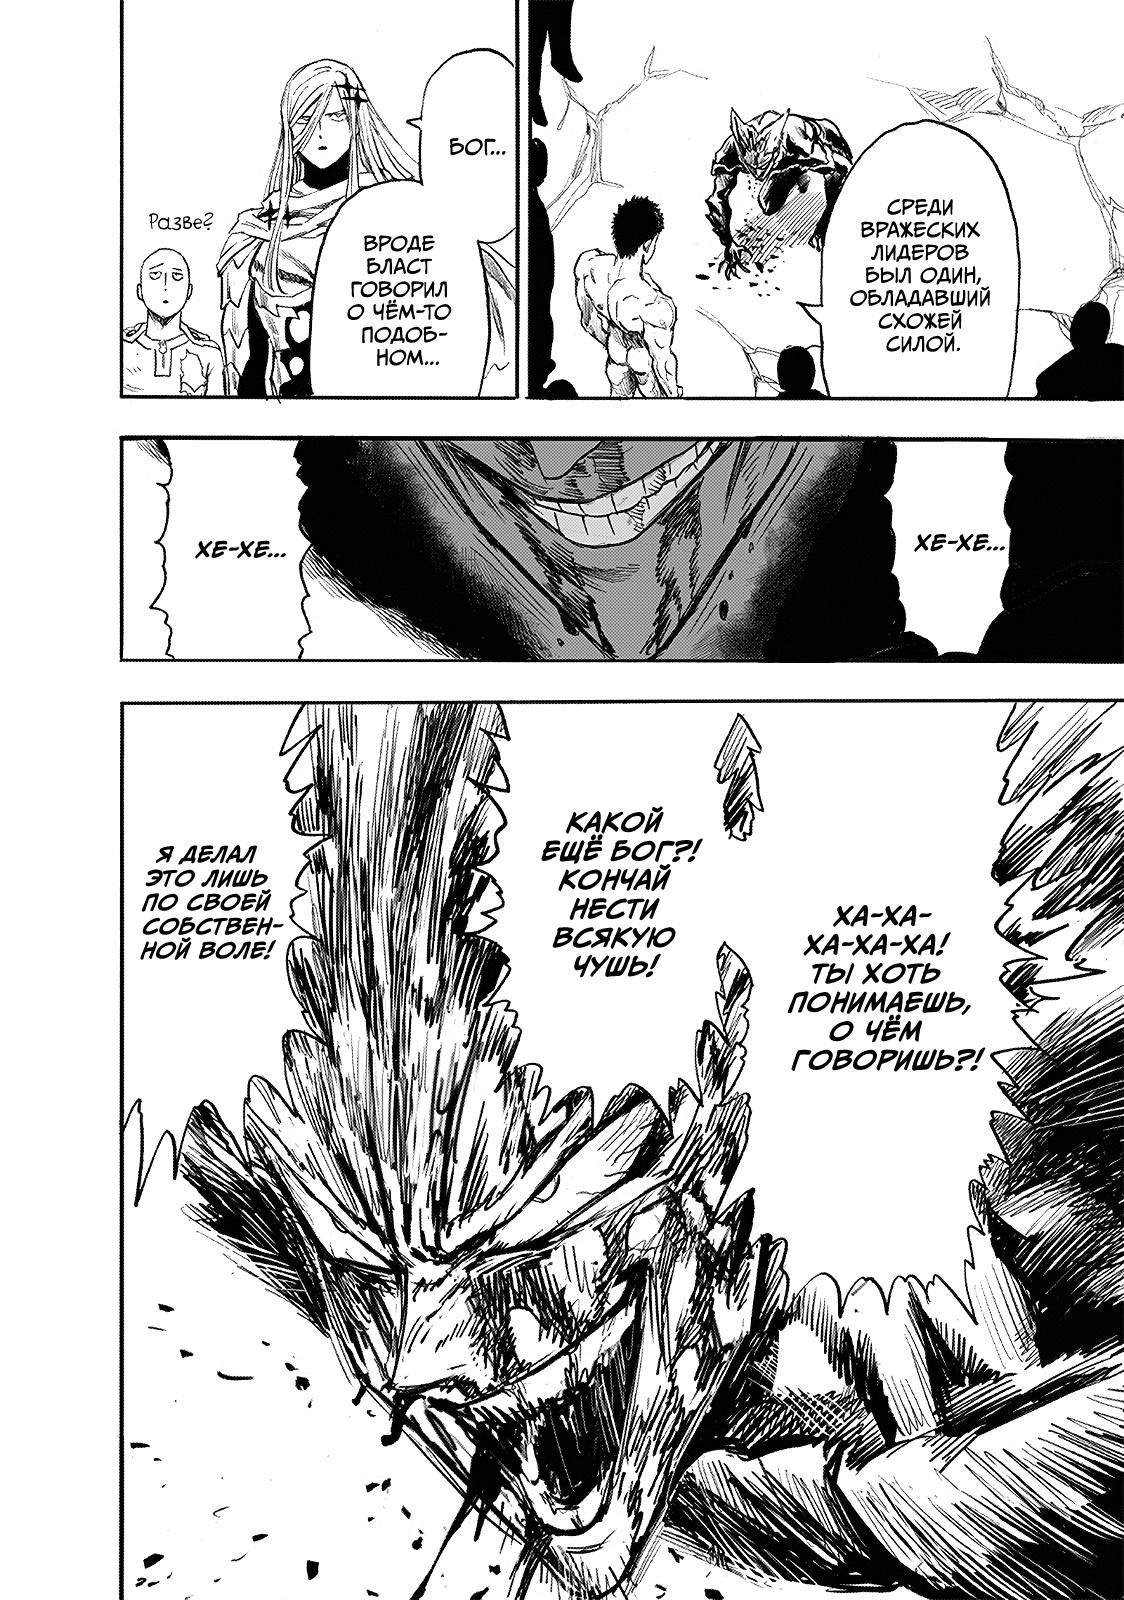 СРЕДИ
ВРАЖЕСКИХ
ЛИДЕРОВ
БЫЛ ОДИН,
ОБЛАДАВШИЙ
СХОЖЕЙ
СИЛОЙ.
БОГ...
ВРОДЕ
БЛАСТ
ГОВОРИЛ
О ЧЁМ-ТО
ПОДОБ-
НОМ...
Разве?
ХЕ-ХЕ...
ХЕ-ХЕ...
ХА-ХА-
ХА-ХА-ХА!
ТЫ ХОТЬ
ПОНИМАЕШЬ,
О ЧЁМ
ГОВОРИШЬ?!
КАКОЙ
ЕЩЁ БОГ?!
КОНЧАЙ
НЕСТИ
ВСЯКУЮ
ЧУШЬ!
Я ДЕЛАЛ
ЭТО ЛИШЬ
ПО СВОЕЙ
СОБСТВЕН-
НОЙ ВОЛЕ!